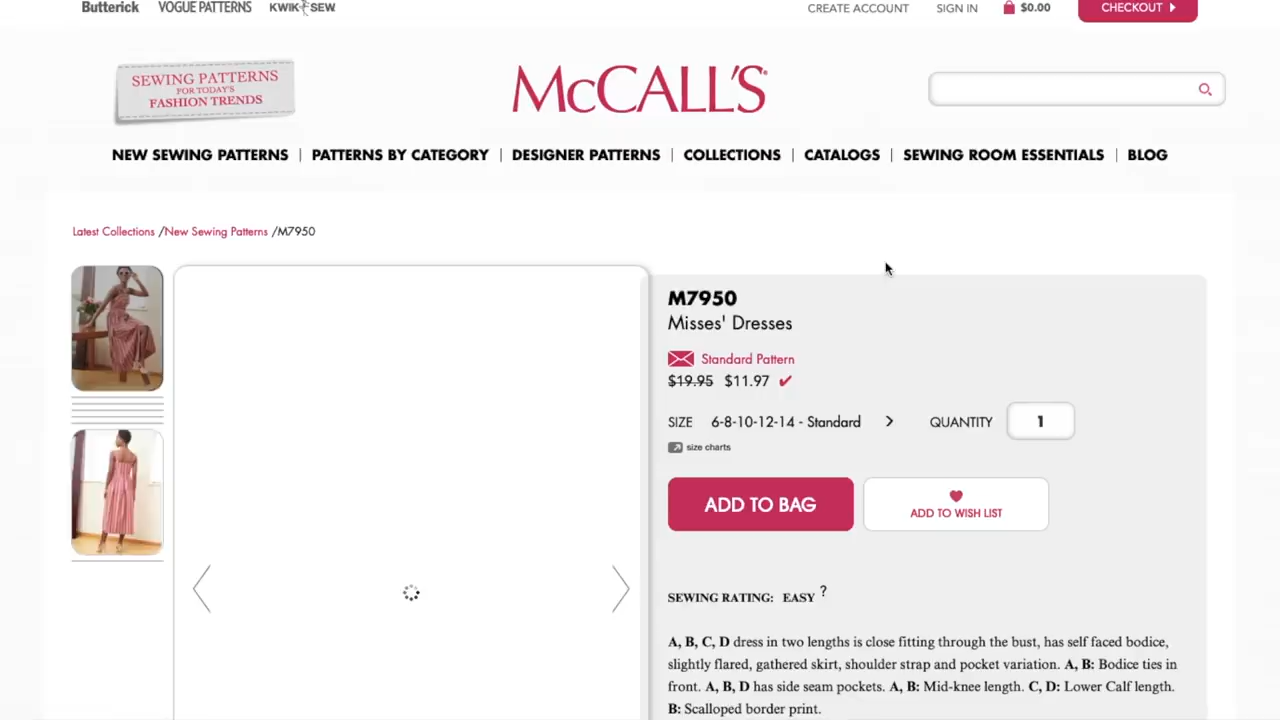 Butterick VOGUE PATTERNS KWIK SEW CREATE ACCOUNT SIGN IN $0.00 CHECKOUT
SEWING PATTERNS
FOR TODAY'S
FASHION TRENDS
McCALL'S®
NEW SEWING PATTERNS | PATTERNS BY CATEGORY | DESIGNER PATTERNS | COLLECTIONS | CATALOGS | SEWING ROOM ESSENTIALS | BLOG
Latest Collections /New Sewing Patterns /M7950
M7950
Misses' Dresses
Standard Pattern
$19.95 $11.97
SIZE 6-8-10-12-14 - Standard > QUANTITY 1
size charts
ADD TO BAG
ADD TO WISH LIST
SEWING RATING: EASY ?
A, B, C, D dress in two lengths is close fitting through the bust, has self faced bodice,
slightly flared, gathered skirt, shoulder strap and pocket variation. A, B: Bodice ties in
front. A, B, D has side seam pockets. A, B: Mid-knee length. C, D: Lower Calf length.
B: Scalloped border print.